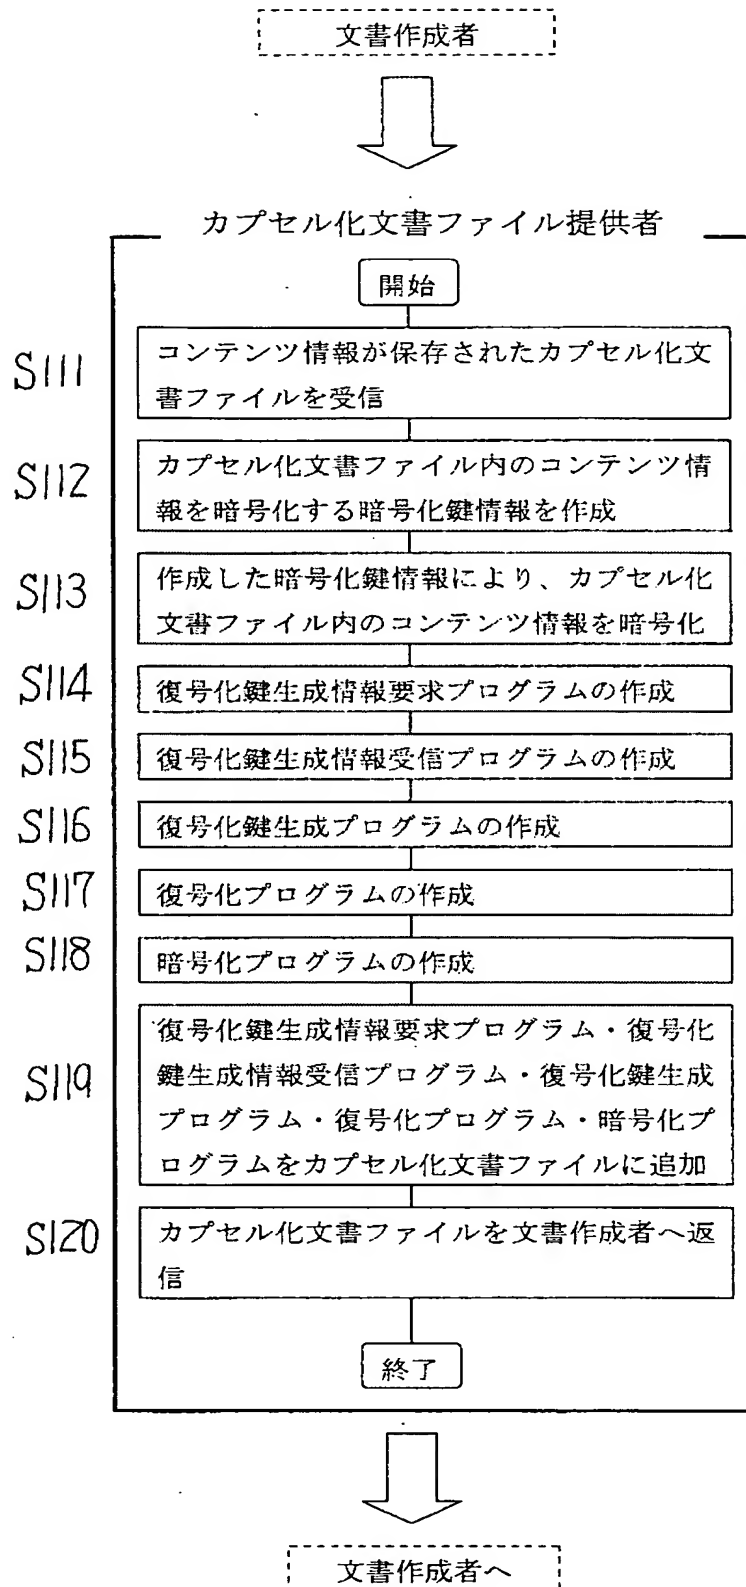 文書作成者
カプセル化文書ファイル提供者
開始
S111
コンテンツ情報が保存されたカプセル化文
書ファイルを受信
S112
カプセル化文書ファイル内のコンテンツ情
報を暗号化する暗号化鍵情報を作成
S113
作成した暗号化鍵情報により、カプセル化
文書ファイル内のコンテンツ情報を暗号化
S114
復号化鍵生成情報要求プログラムの作成
S115
復号化鍵生成情報受信プログラムの作成
S116
復号化鍵生成プログラムの作成
S117
復号化プログラムの作成
S118
暗号化プログラムの作成
S119
復号化鍵生成情報要求プログラム・復号化
鍵生成情報受信プログラム・復号化鍵生成
プログラム・復号化プログラム・暗号化プ
ログラムをカプセル化文書ファイルに追加
S120
カプセル化文書ファイルを文書作成者へ返
信
終了
文書作成者へ